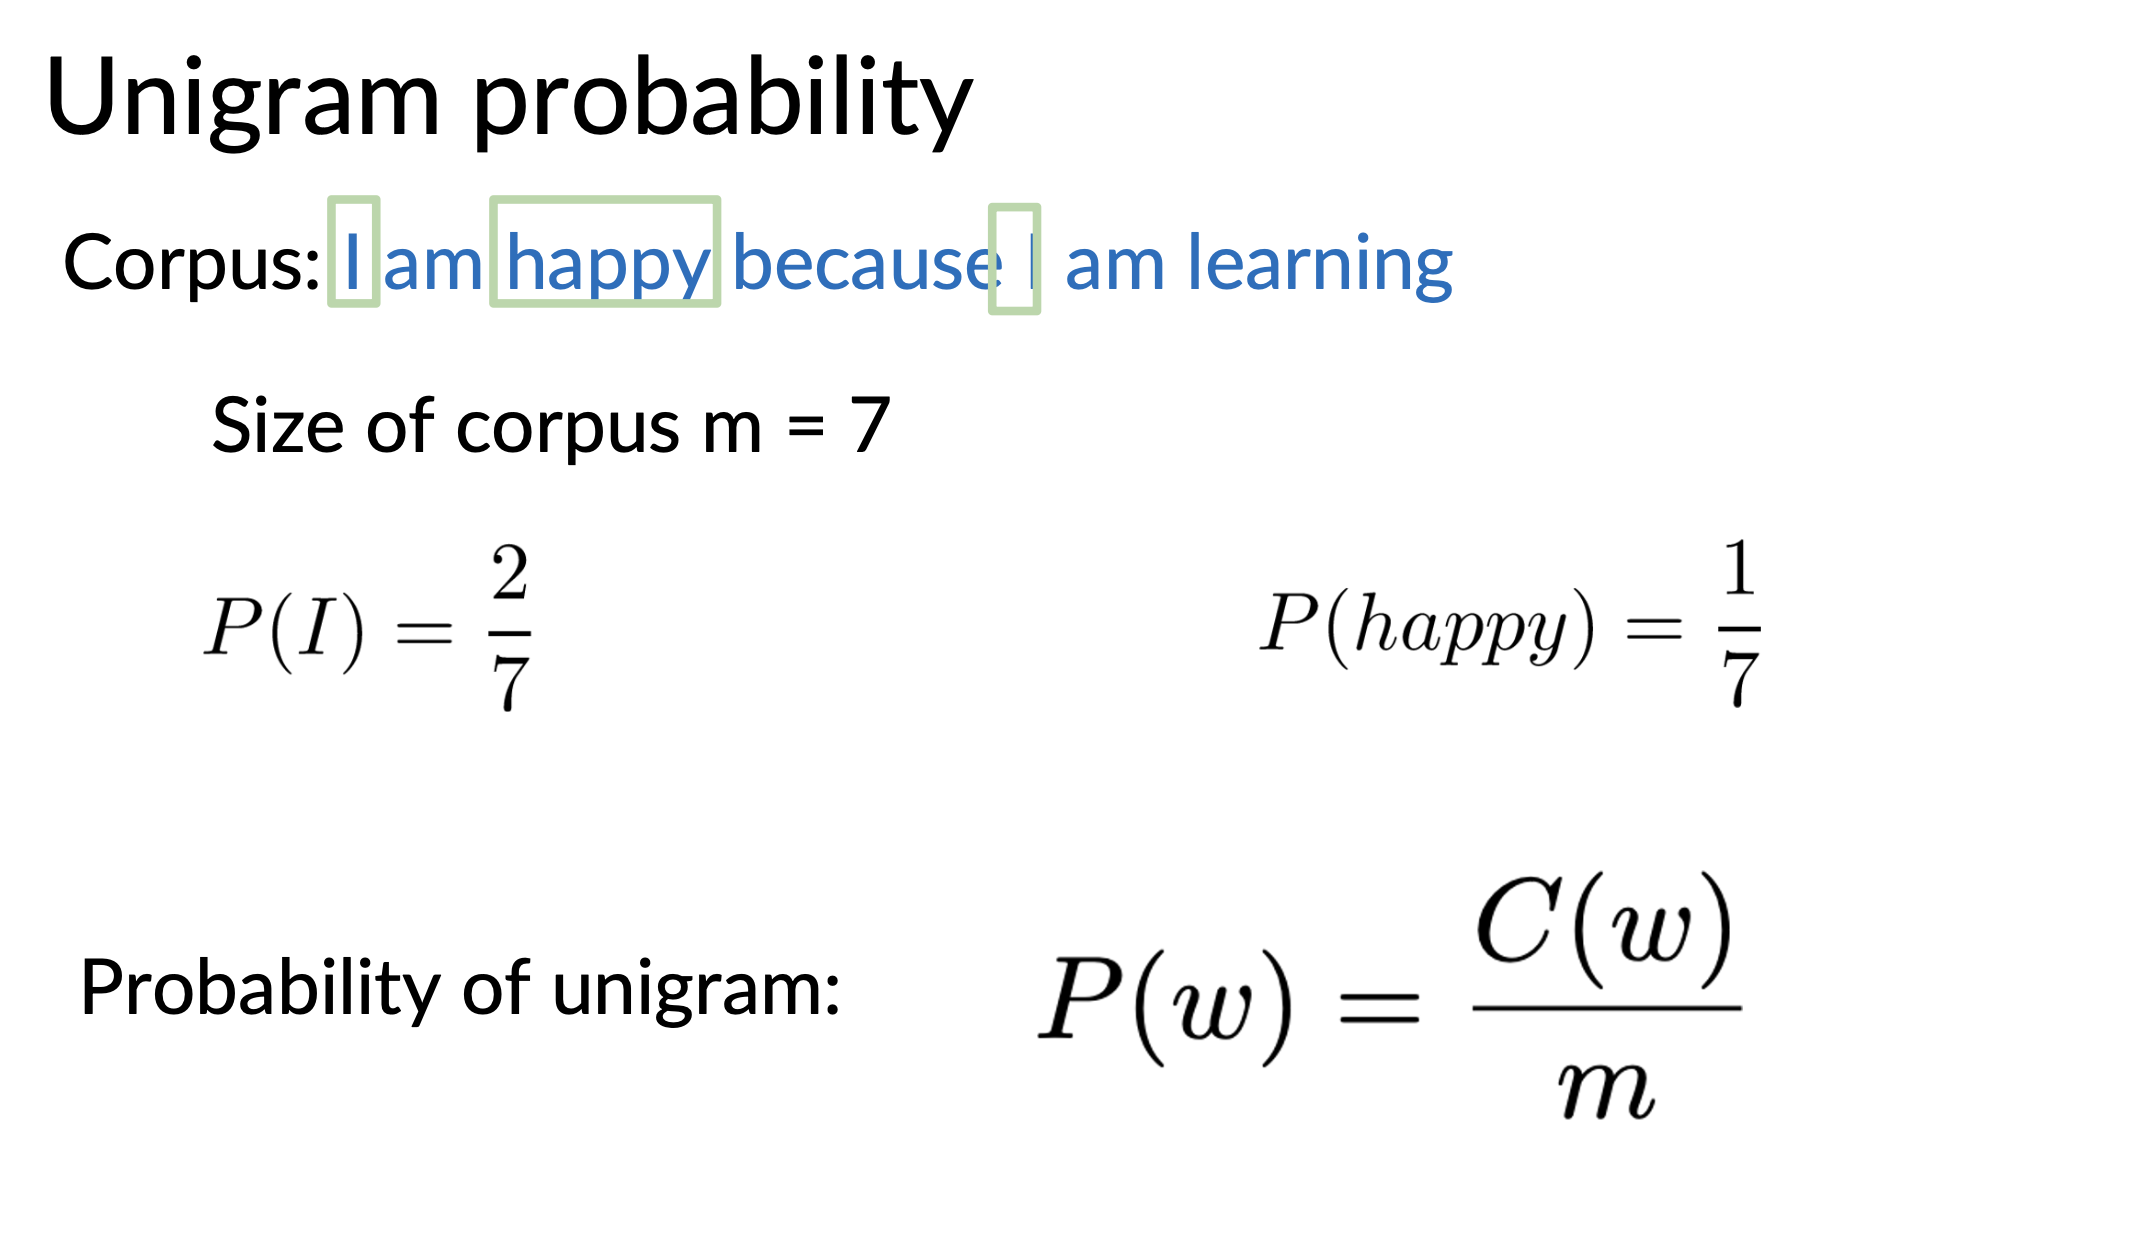 Unigram probability
Corpus: I am happy because I am learning
Size of corpus m = 7
P(I) = 2/7
P(happy) = 1/7
Probability of unigram: P(w) = C(w)/m